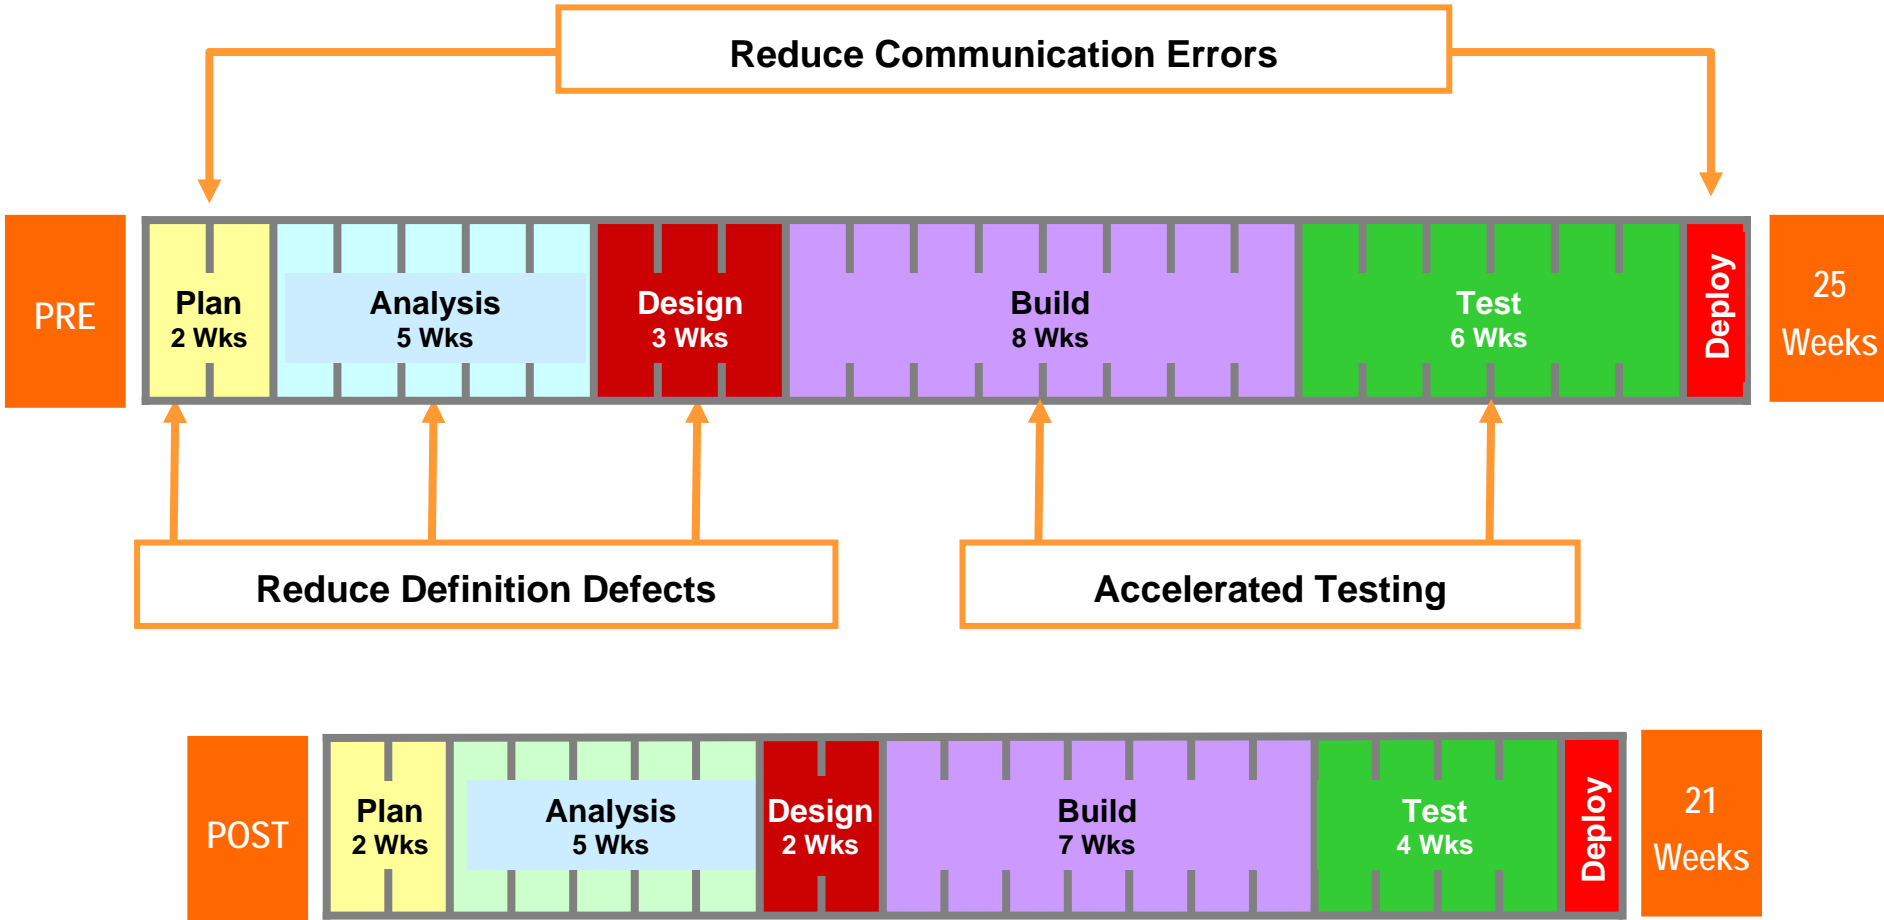 Reduce Communication Errors
PRE
Plan
2 Wks
Analysis
5 Wks
Design
3 Wks
Build
8 Wks
Test
6 Wks
Deploy
25
Weeks
Reduce Definition Defects
Accelerated Testing
POST
Plan
2 Wks
Analysis
5 Wks
Design
2 Wks
Build
7 Wks
Test
4 Wks
Deploy
21
Weeks